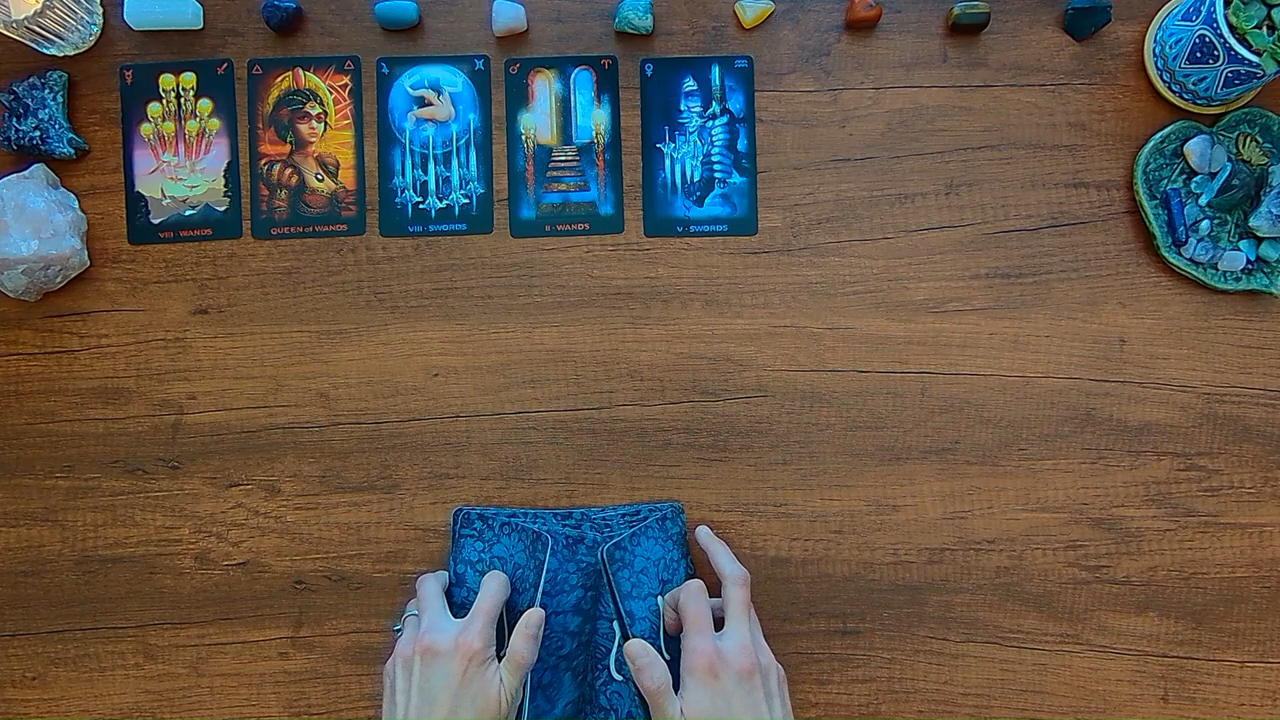 VIII · WANDS
QUEEN of WANDS
VIII · SWORDS
II · WANDS
V · SWORDS